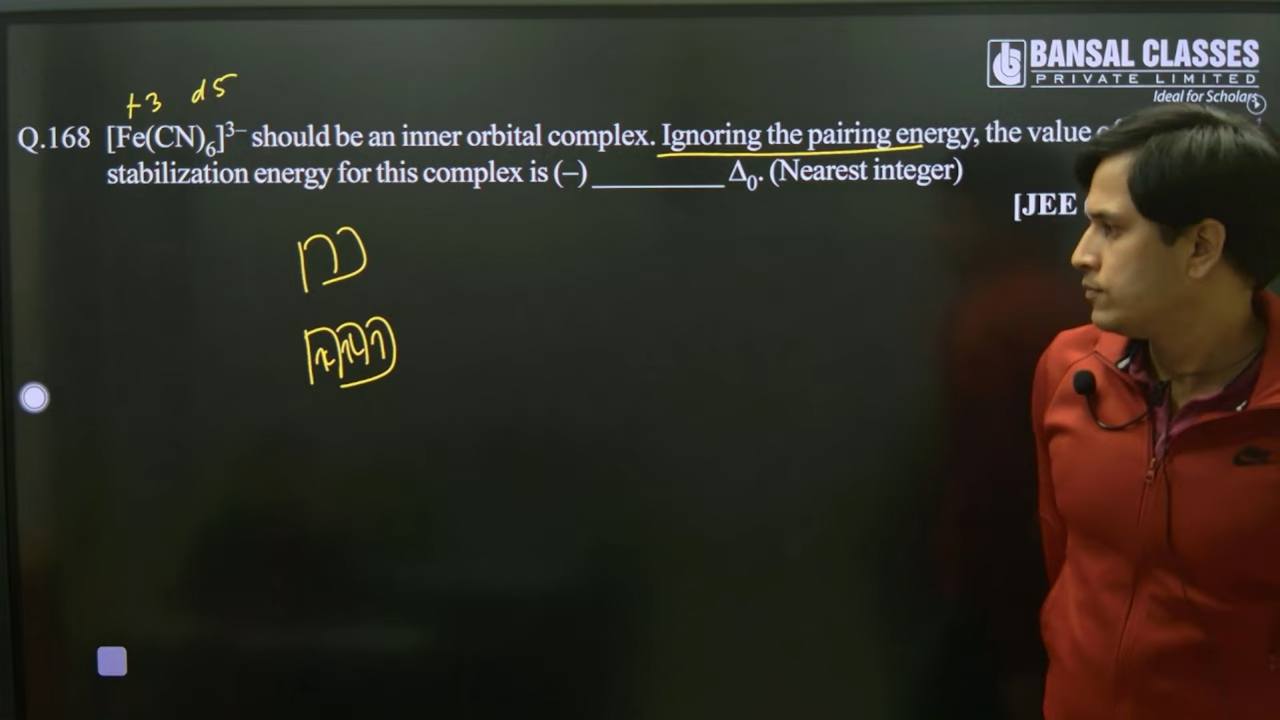 BANSAL CLASSES
PRIVATE LIMITED
Ideal for Scholars
+3 d5
Q.168 [Fe(CN)6]3– should be an inner orbital complex. Ignoring the pairing energy, the value
stabilization energy for this complex is (–)________ Δ0. (Nearest integer)
[JEE